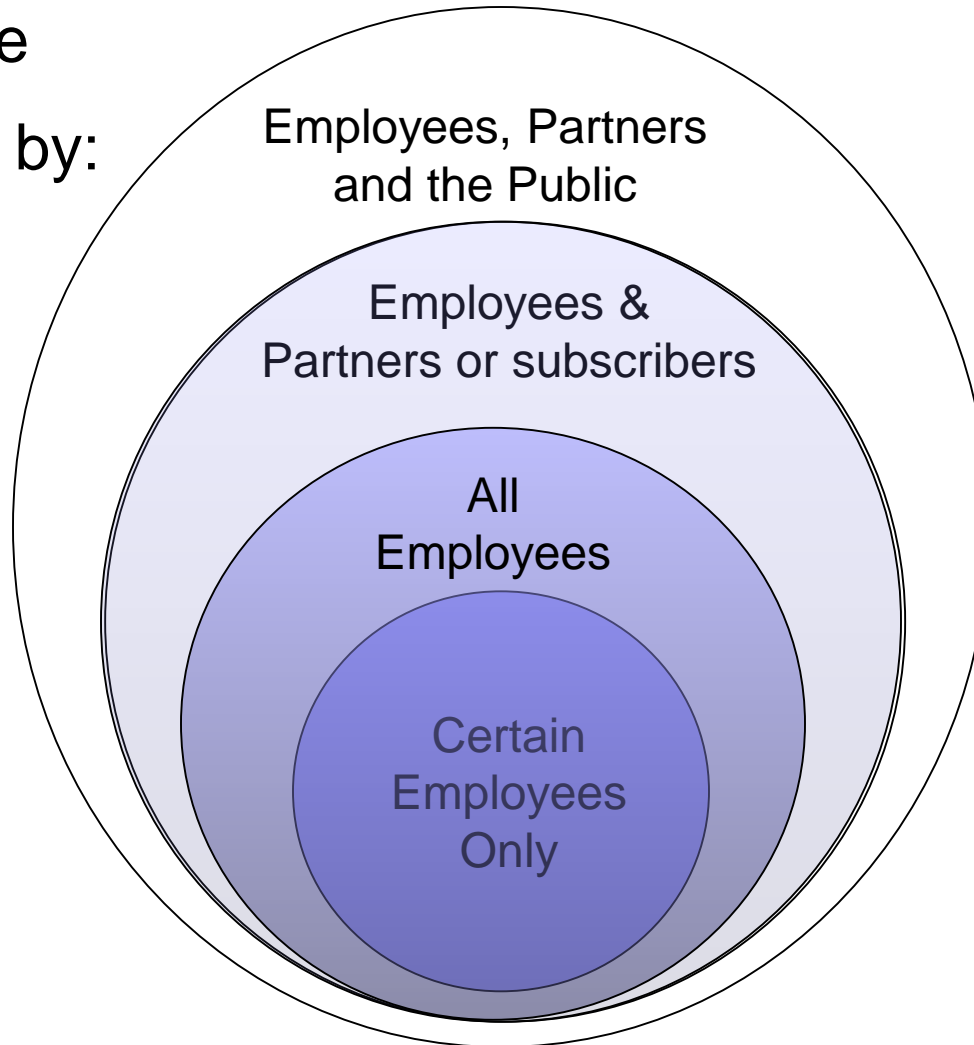 e
by:
Employees, Partners
and the Public
Employees &
Partners or subscribers
All
Employees
Certain
Employees
Only